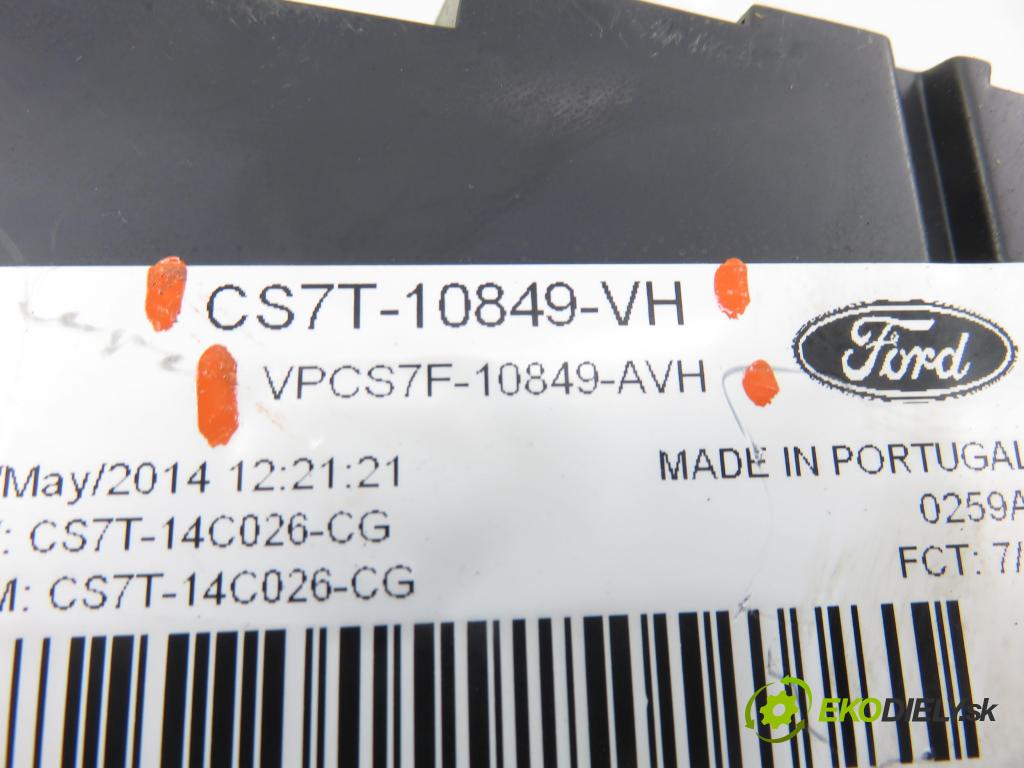 CS7T-10849-VH
Ford
VPCS7F-10849-AVH
/May/2014 12:21:21
MADE IN PORTUGAL
0259A
: CS7T-14C026-CG
FCT: 7/
M: CS7T-14C026-CG
EKODIELY.sk